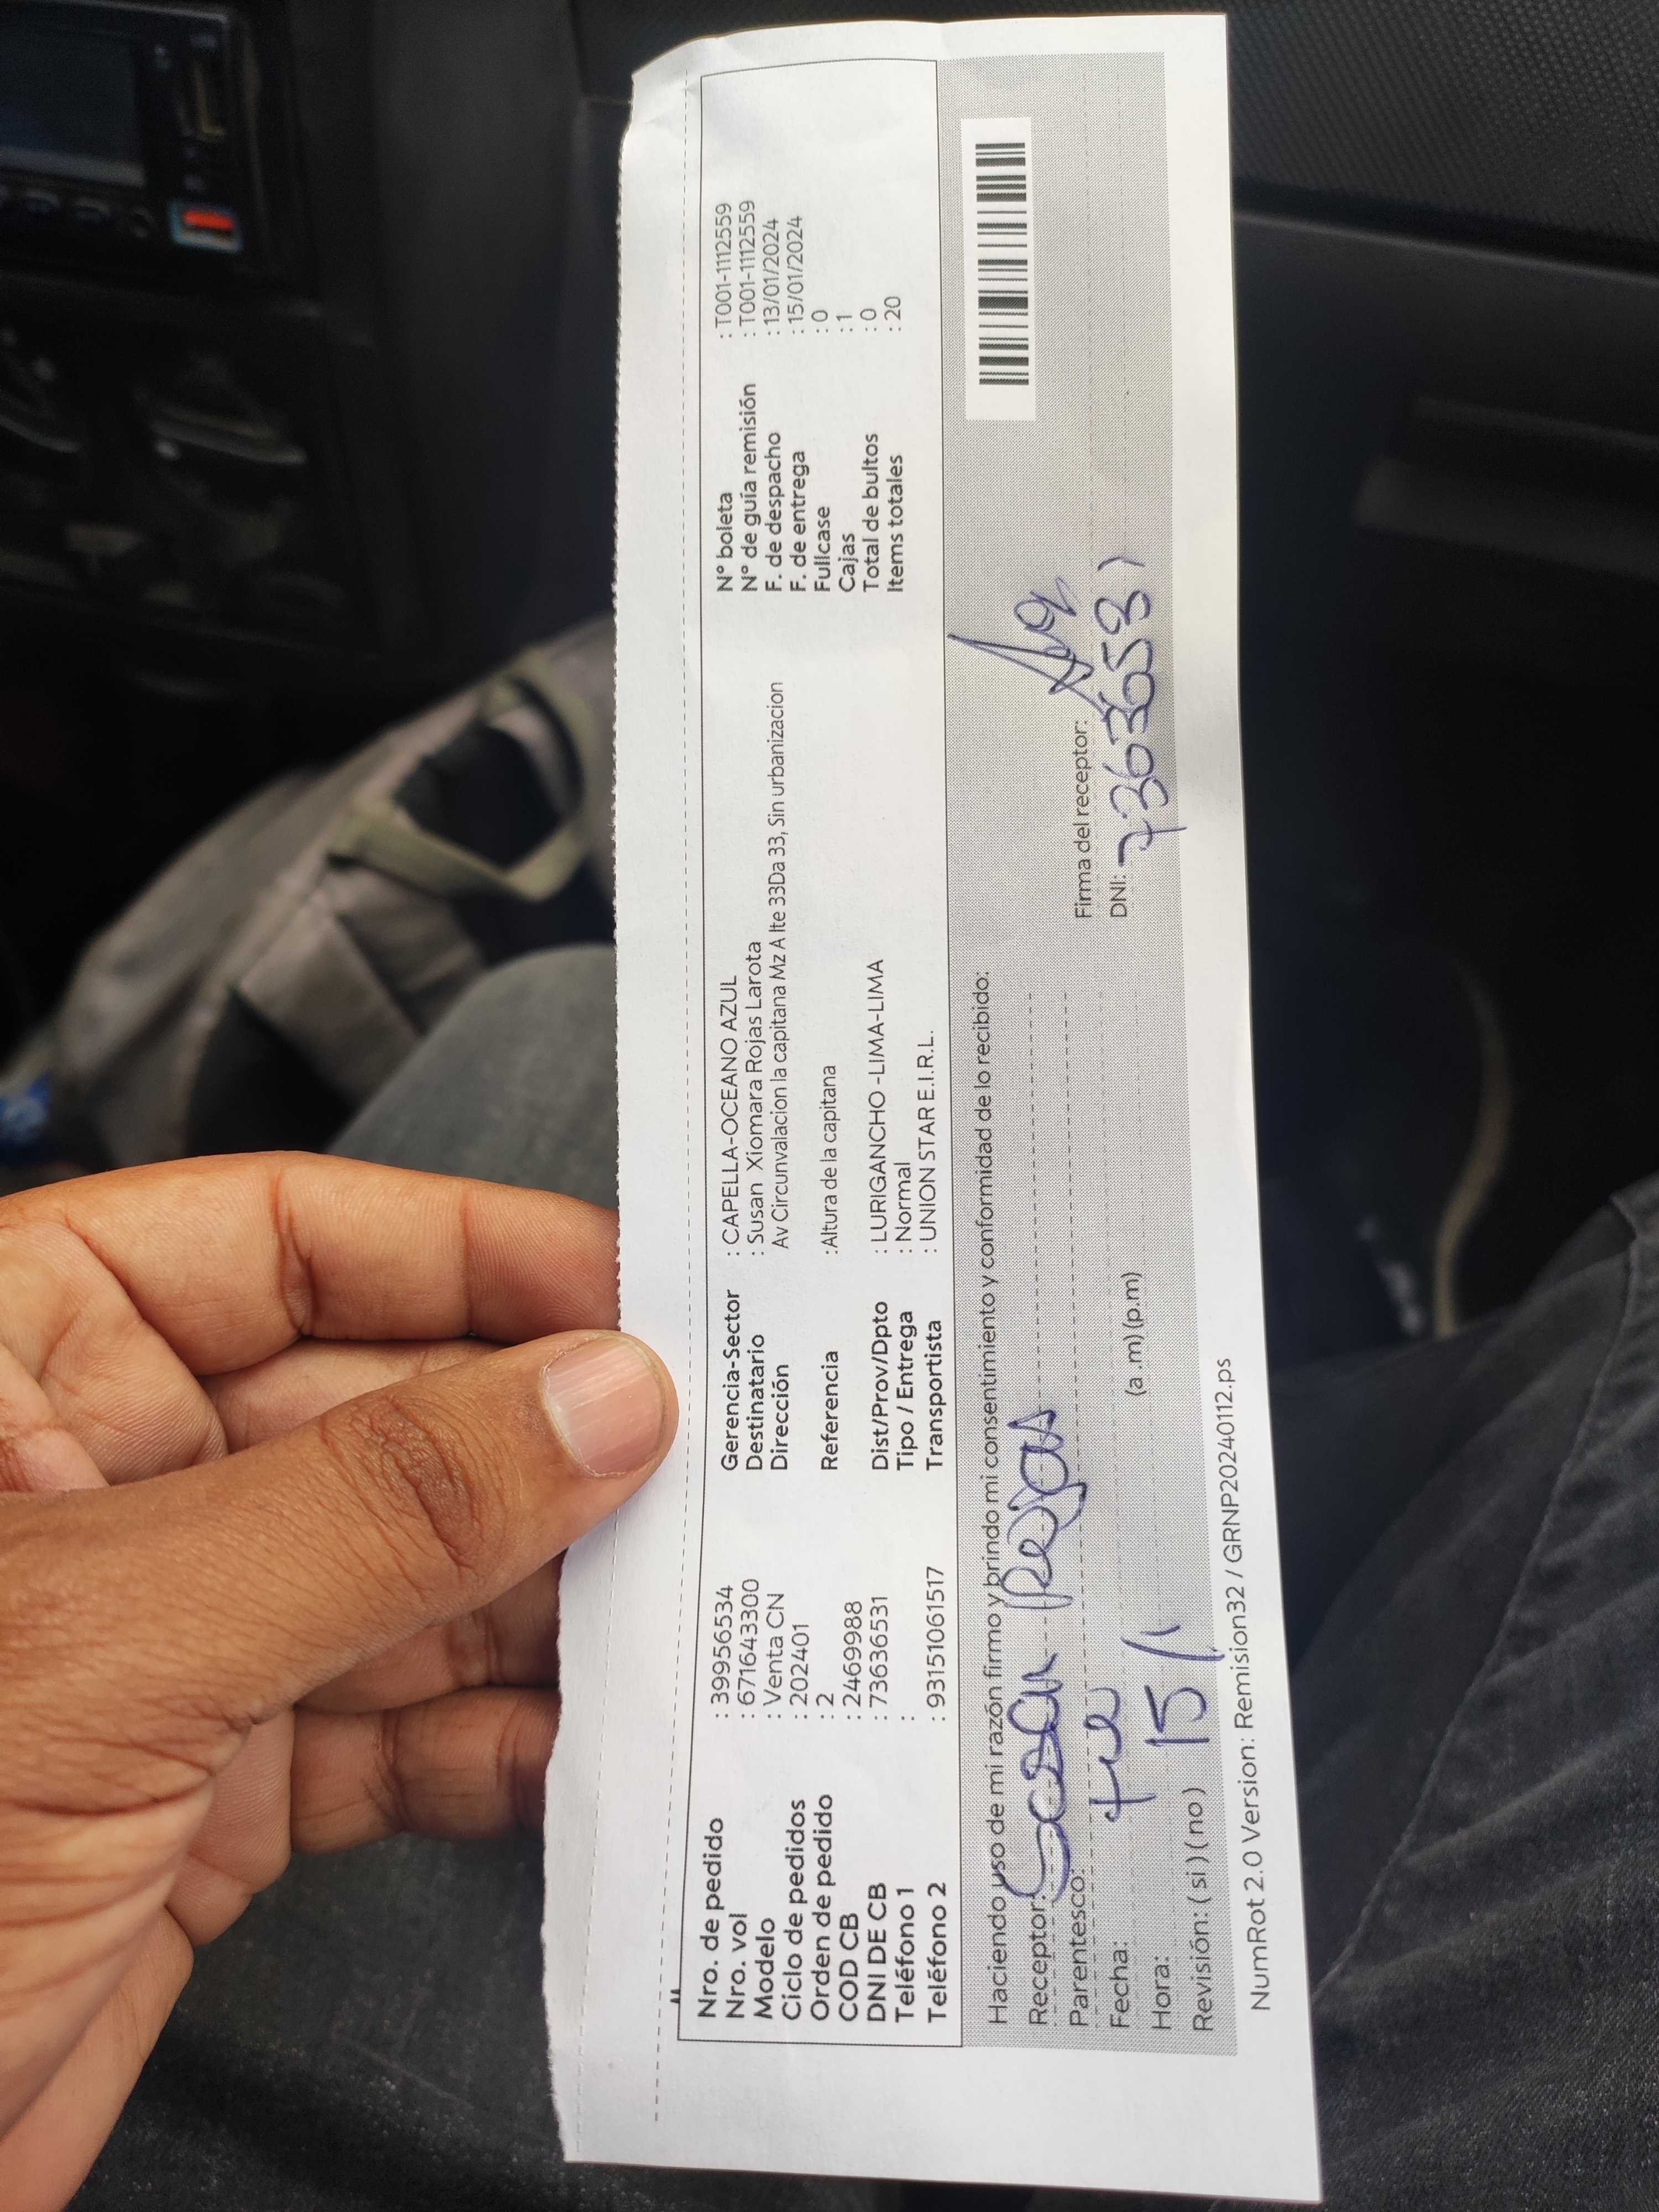 Nro. de pedido : 39956534 Gerencia-Sector : CAPELLA-OCEANO AZUL N° boleta : T001-1112559
Nro. vol : 671643300 Destinatario : Susan Xiomara Rojas Larota N° de guía remisión : T001-1112559
Modelo : Venta CN Dirección Av Circunvalacion la capitana Mz A lte 33Da 33, Sin urbanizacion F. de despacho : 13/01/2024
Ciclo de pedidos : 202401 F. de entrega : 15/01/2024
Orden de pedido : 2 Referencia :Altura de la capitana Fullcase : 0
COD CB : 2469988 Cajas : 1
DNI DE CB : 73636531 Dist/Prov/Dpto : LURIGANCHO -LIMA-LIMA Total de bultos : 0
Teléfono 1 : Tipo / Entrega : Normal Items totales : 20
Teléfono 2 : 93151061517 Transportista : UNION STAR E.I.R.L.
Haciendo uso de mi razón firmo y brindo mi consentimiento y conformidad de lo recibido:
Receptor: Rojas
Parentesco: Firma del receptor:
Fecha: DNI: 73636531
Hora: 15 (a .m) (p.m)
Revisión: ( si ) ( no )
NumRot 2.0 Version: Remision32 / GRNP20240112.ps